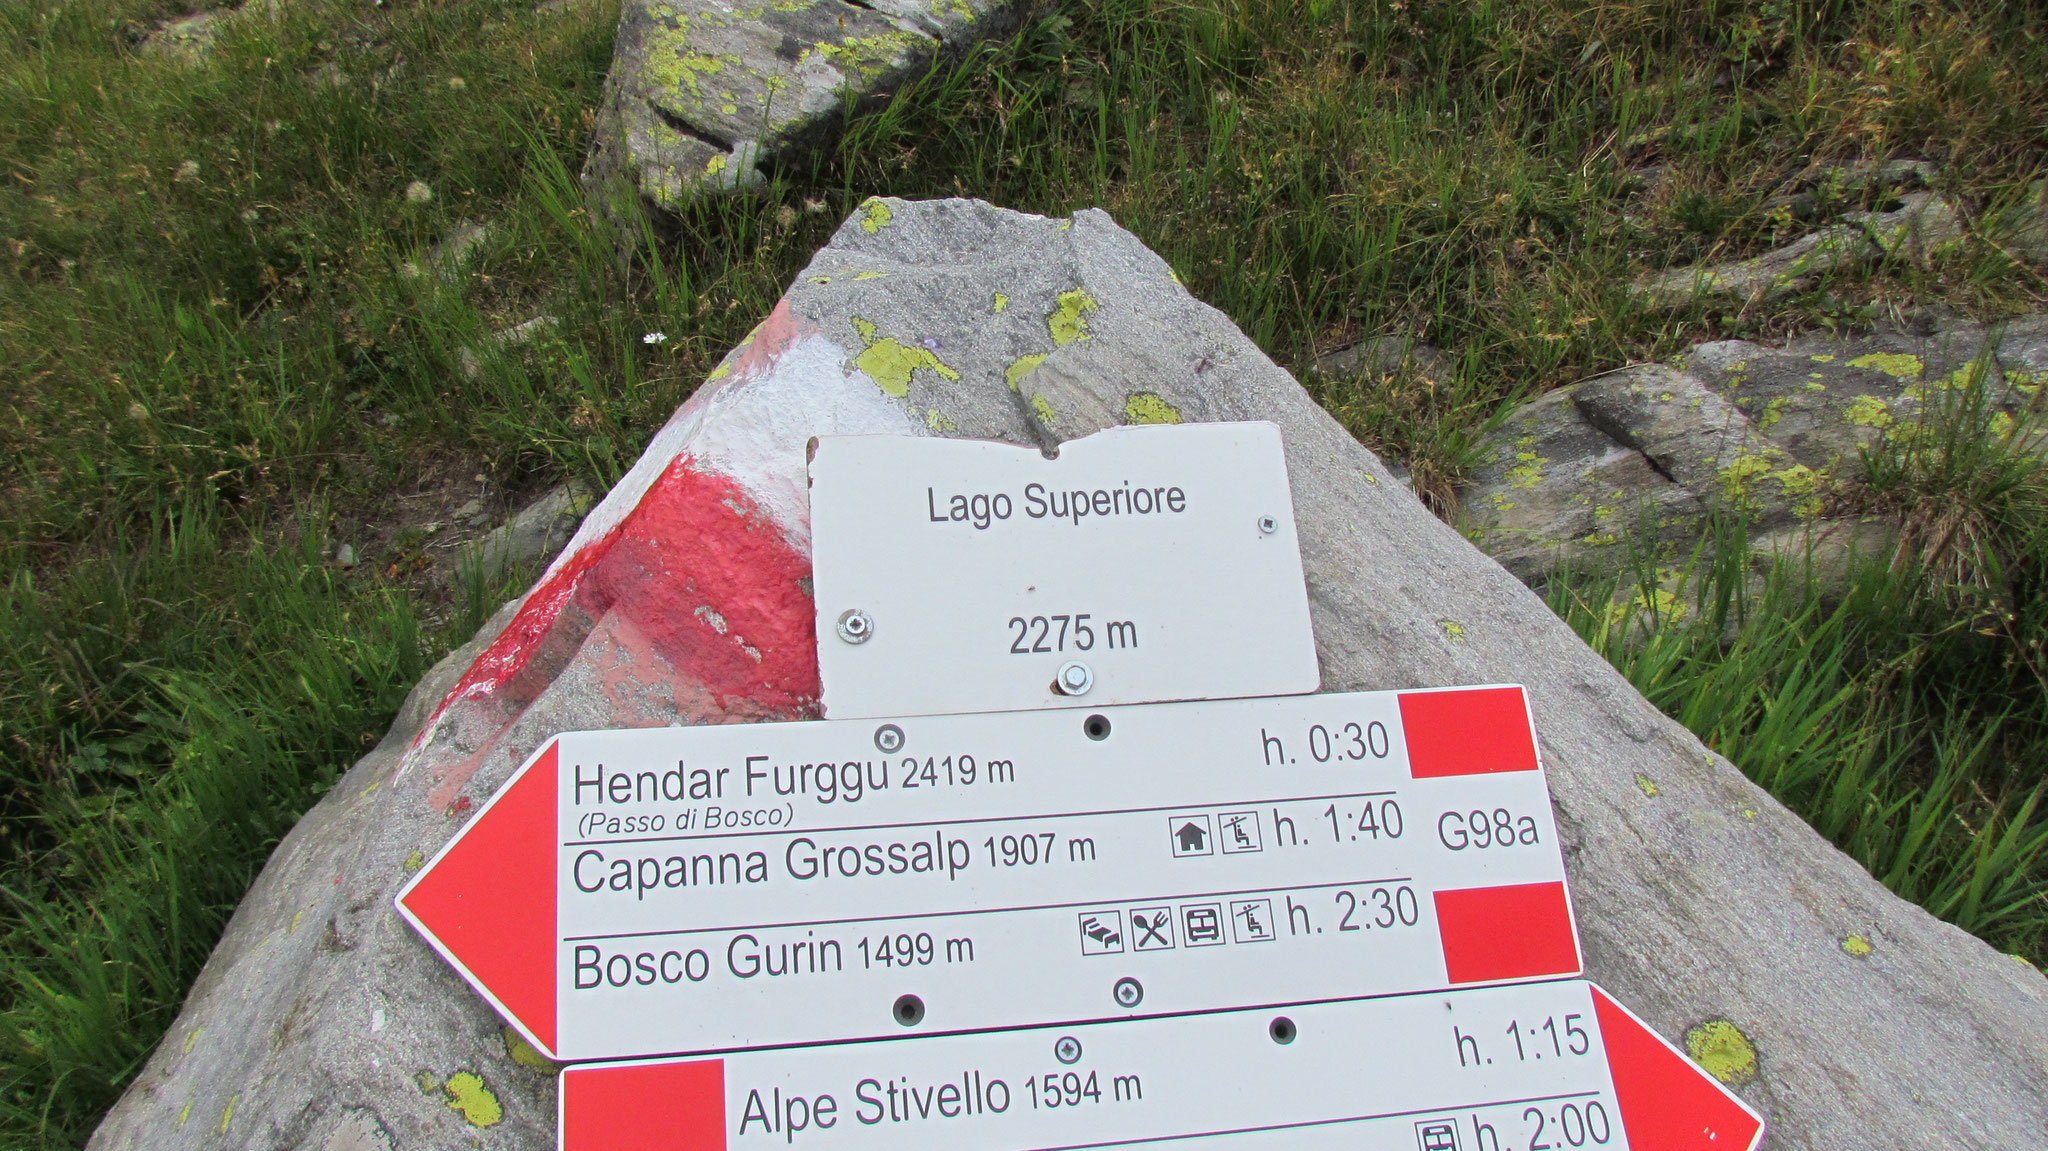 Lago Superiore
2275 m
Hendar Furggu 2419 m h. 0:30
(Passo di Bosco)
Capanna Grossalp 1907 m h. 1:40
G98a
Bosco Gurin 1499 m h. 2:30
Alpe Stivello 1594 m h. 1:15
h. 2:00